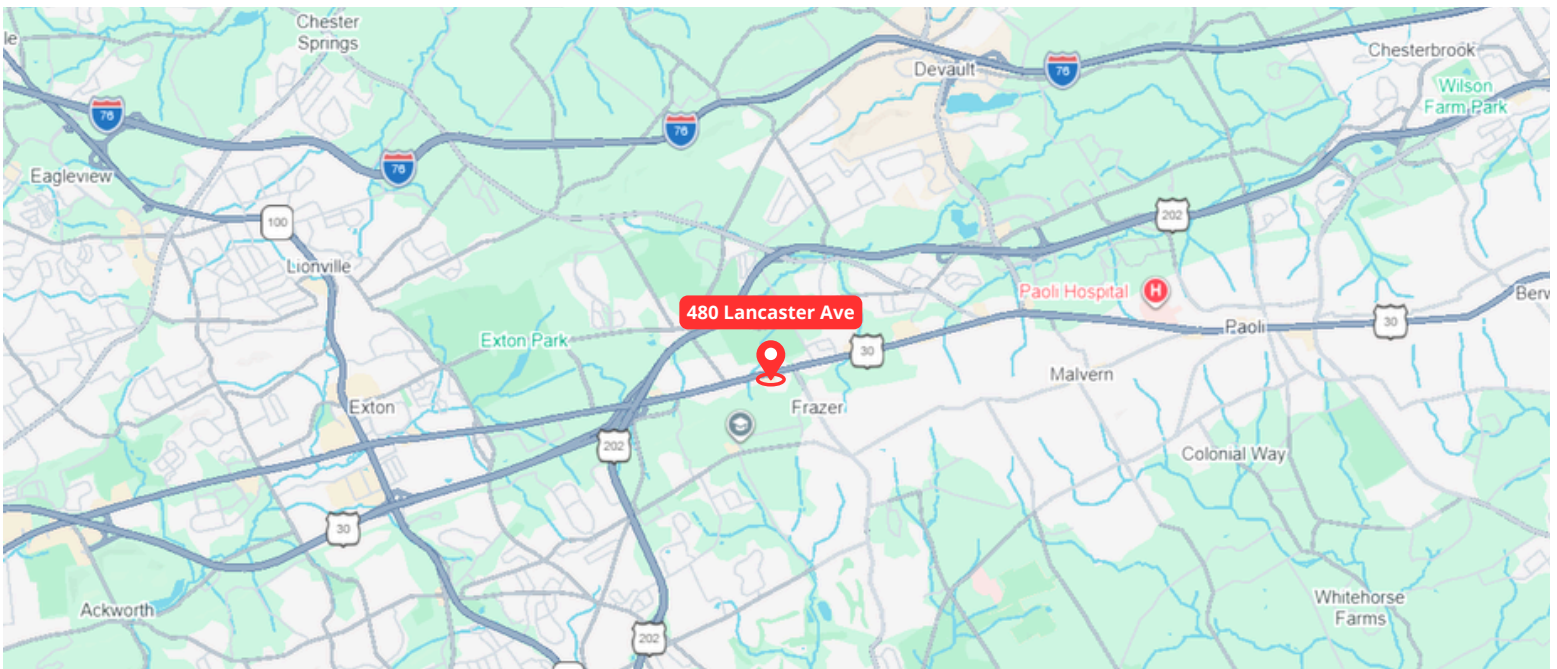 Chester
Springs
le
Chesterbrook
Devault
76
Wilson
Farm Park
76
76
76
Eagleview
202
100
Lionville
Paoli Hospital
H
Berw
480 Lancaster Ave
30
Paoli
Exton Park
30
Malvern
Exton
Frazer
202
Colonial Way
30
Whitehorse
Farms
Ackworth
202